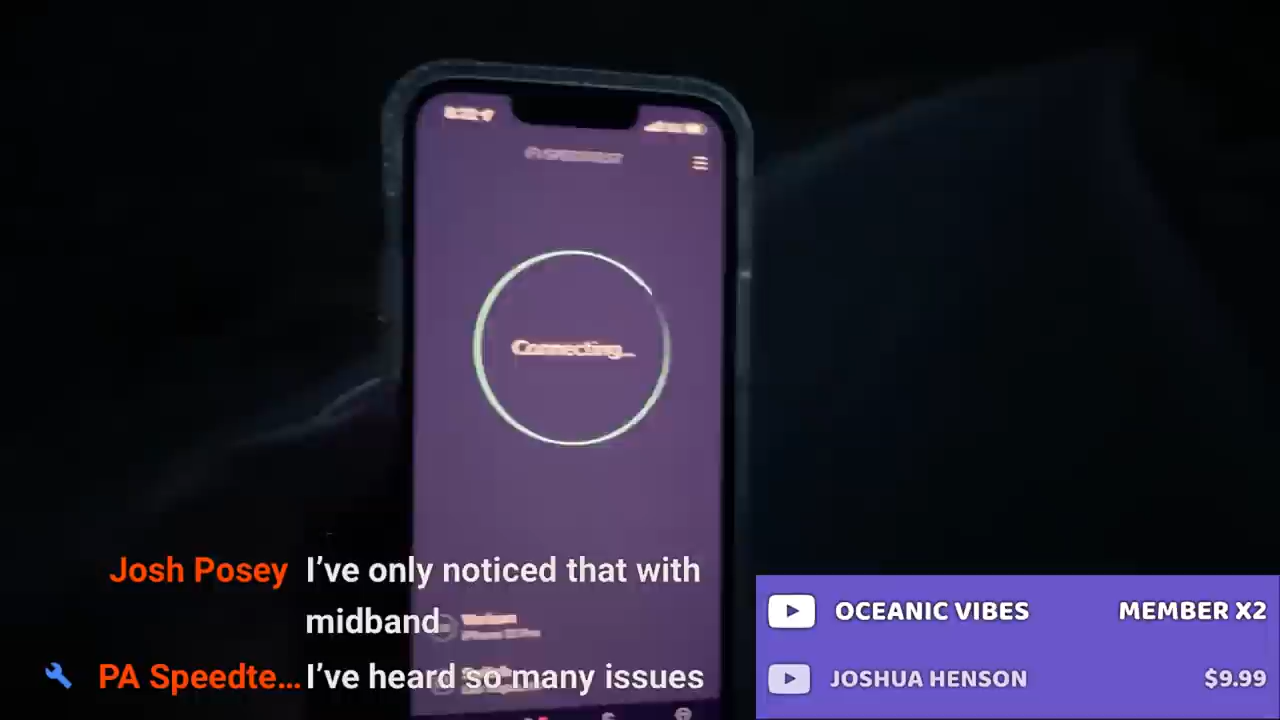 SPEEDTEST
Connecting...
Josh Posey I’ve only noticed that with
midband
PA Speedte... I’ve heard so many issues
OCEANIC VIBES MEMBER X2
JOSHUA HENSON $9.99